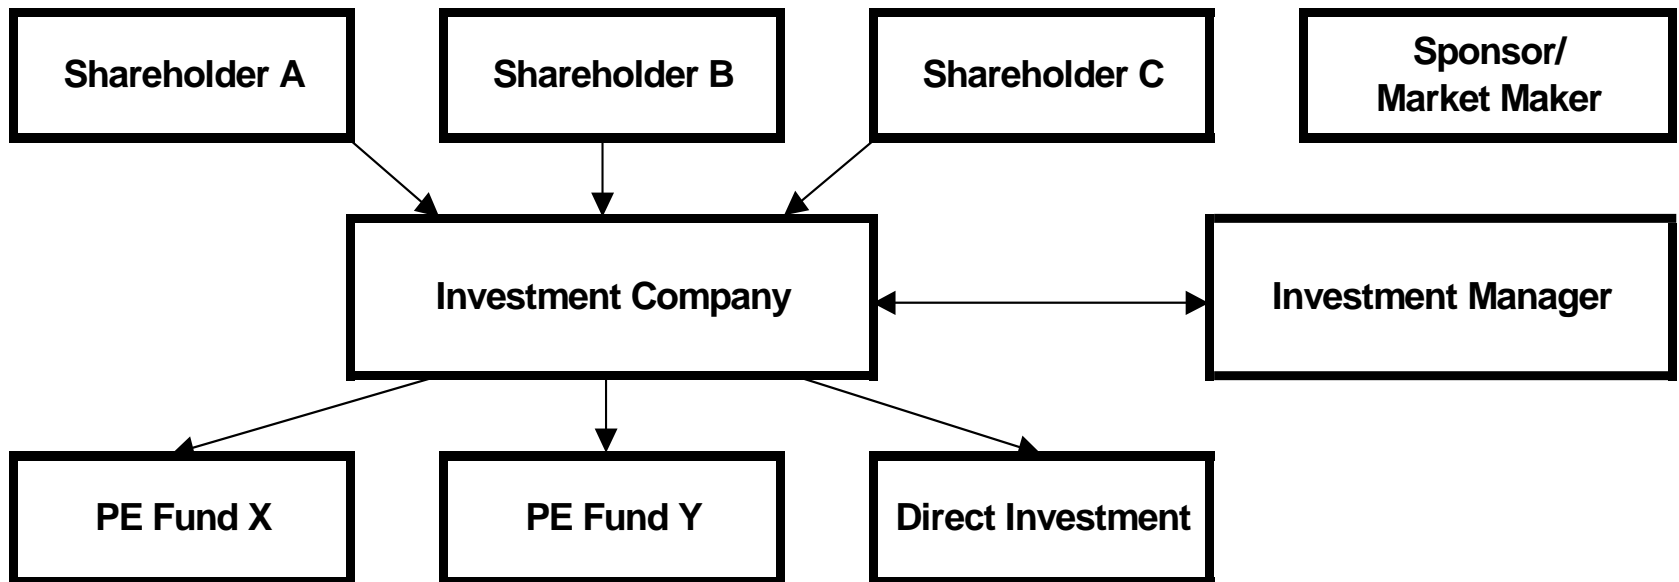 Shareholder A
Shareholder B
Shareholder C
Sponsor/
Market Maker
Investment Company
Investment Manager
PE Fund X
PE Fund Y
Direct Investment